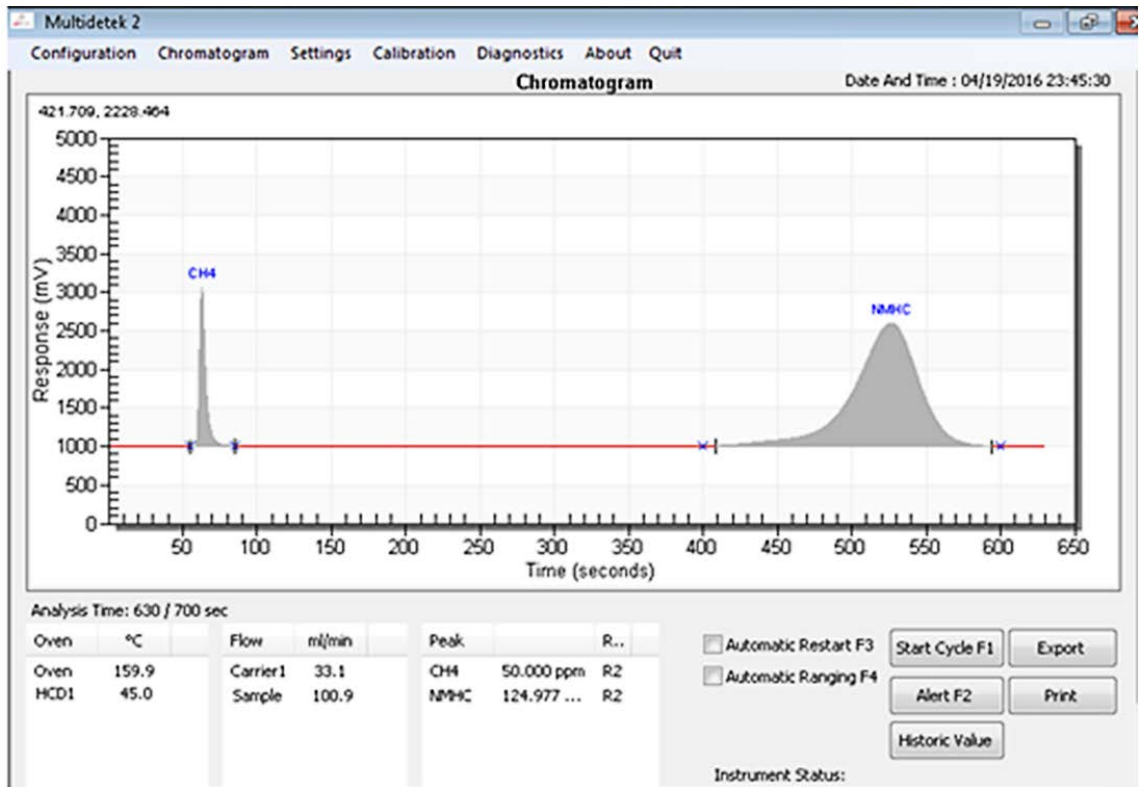 Multidetek 2
Configuration Chromatogram Settings Calibration Diagnostics About Quit
Chromatogram
Date And Time : 04/19/2016 23:45:30
421.709, 2228.464
5000
4500
4000
3500
3000
2500
2000
1500
1000
500
0
Response (mV)
CH4
NMHC
50 100 150 200 250 300 350 400 450 500 550 600 650
Time (seconds)
Analysis Time: 630 / 700 sec
Oven °C
Oven 159.9
HCD1 45.0
Flow ml/min
Carrier1 33.1
Sample 100.9
Peak R..
CH4 50.000 ppm R2
NMHC 124.977 ... R2
Automatic Restart F3
Automatic Ranging F4
Start Cycle F1
Export
Alert F2
Print
Historic Value
Instrument Status: